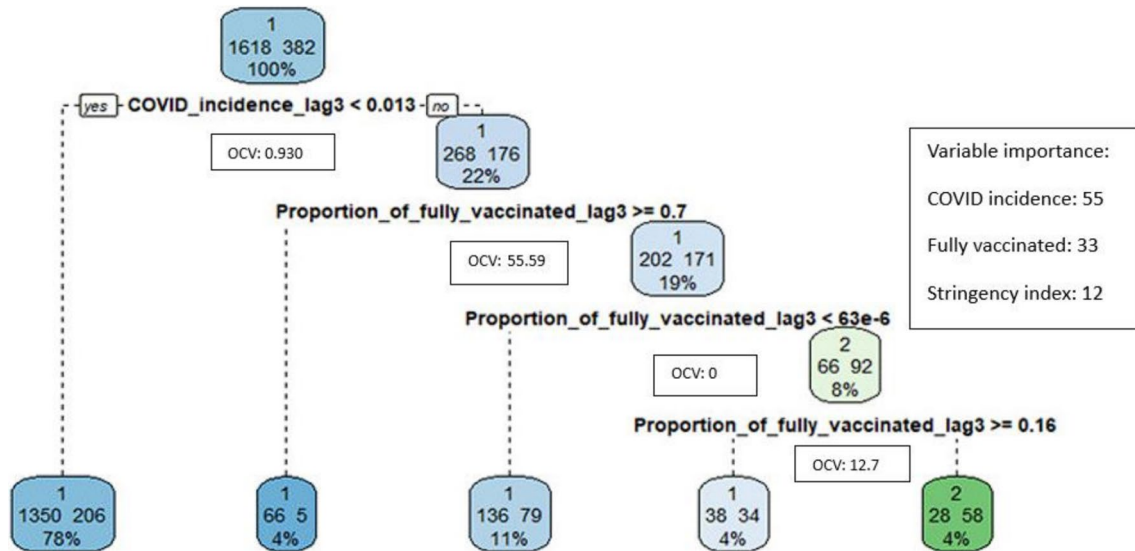 1
1618 382
100%
yes COVID_incidence_lag3 < 0.013 no
OCV: 0.930
1
268 176
22%
Proportion_of_fully_vaccinated_lag3 >= 0.7
OCV: 55.59
1
202 171
19%
Proportion_of_fully_vaccinated_lag3 < 63e-6
OCV: 0
2
66 92
8%
Proportion_of_fully_vaccinated_lag3 >= 0.16
OCV: 12.7
1
1350 206
78%
1
66 5
4%
1
136 79
11%
1
38 34
4%
2
28 58
4%
Variable importance:
COVID incidence: 55
Fully vaccinated: 33
Stringency index: 12